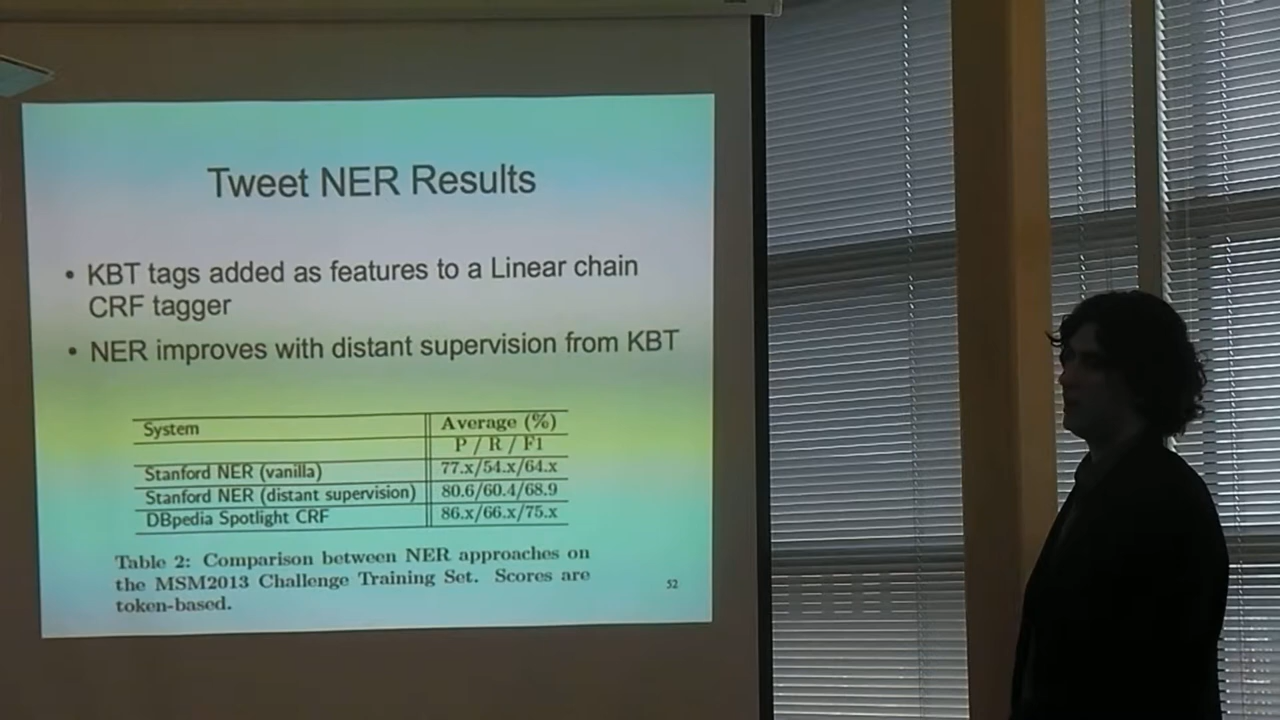 Tweet NER Results
• KBT tags added as features to a Linear chain
CRF tagger
• NER improves with distant supervision from KBT
System Average (%)
P / R / F1
Stanford NER (vanilla) 77.x/54.x/64.x
Stanford NER (distant supervision) 80.6/60.4/68.9
DBpedia Spotlight CRF 86.x/66.x/75.x
Table 2: Comparison between NER approaches on
the MSM2013 Challenge Training Set. Scores are
token-based.
52